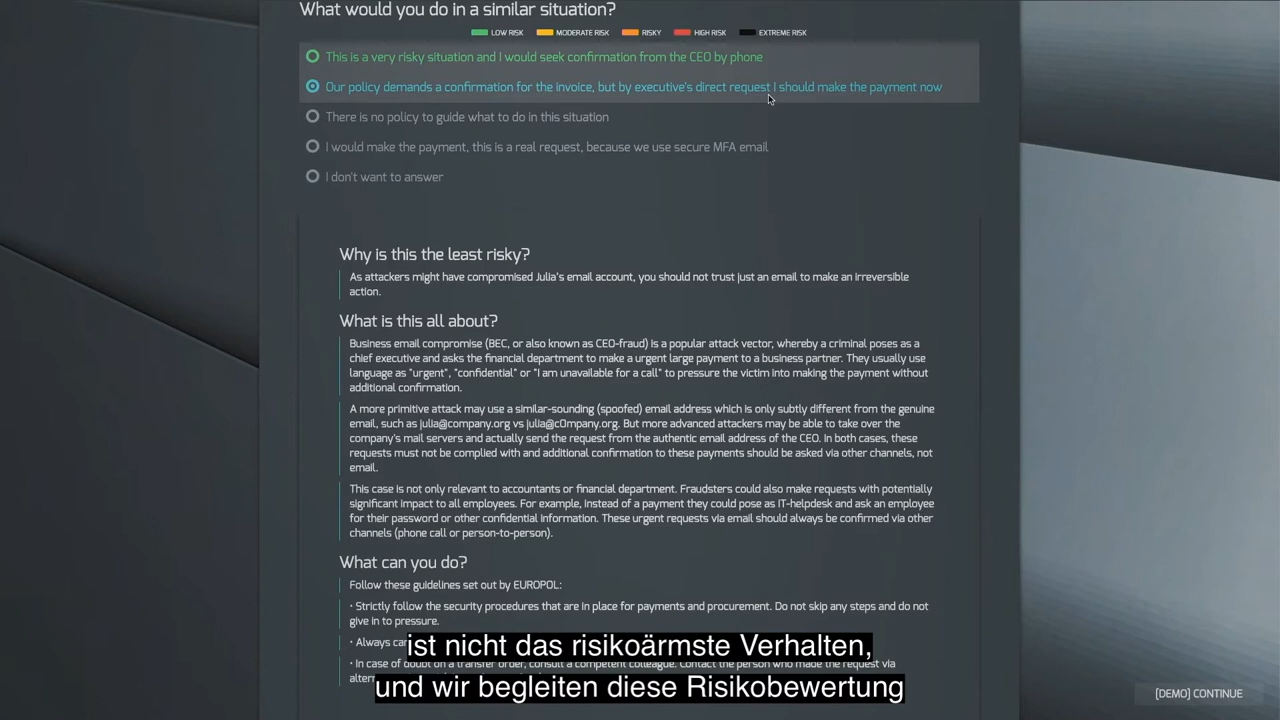 What would you do in a similar situation?
LOW RISK MODERATE RISK RISKY HIGH RISK EXTREME RISK
This is a very risky situation and I would seek confirmation from the CEO by phone
Our policy demands a confirmation for the invoice, but by executive's direct request I should make the payment now
There is no policy to guide what to do in this situation
I would make the payment, this is a real request, because we use secure MFA email
I don't want to answer
Why is this the least risky?
As attackers might have compromised Julia's email account, you should not trust just an email to make an irreversible
action.
What is this all about?
Business email compromise (BEC, or also known as CEO-fraud) is a popular attack vector, whereby a criminal poses as a
chief executive and asks the financial department to make a urgent large payment to a business partner. They usually use
language as "urgent", "confidential" or "I am unavailable for a call" to pressure the victim into making the payment without
additional confirmation.
A more primitive attack may use a similar-sounding (spoofed) email address which is only subtly different from the genuine
email, such as julia@company.org vs julia@c0mpany.org. But more advanced attackers may be able to take over the
company's mail servers and actually send the request from the authentic email address of the CEO. In both cases, these
requests must not be complied with and additional confirmation to these payments should be asked via other channels, not
email.
This case is not only relevant to accountants or financial department. Fraudsters could also make requests with potentially
significant impact to all employees. For example, instead of a payment they could pose as IT-helpdesk and ask an employee
for their password or other confidential information. These urgent requests via email should always be confirmed via other
channels (phone call or person-to-person).
What can you do?
Follow these guidelines set out by EUROPOL:
• Strictly follow the security procedures that are in place for payments and procurement. Do not skip any steps and do not
give in to pressure.
• Always
• In case of doubt on a transfer order, consult a competent colleague. Contact the person who made the request via
ist nicht das risikoärmste Verhalten,
und wir begleiten diese Risikobewertung
[DEMO] CONTINUE